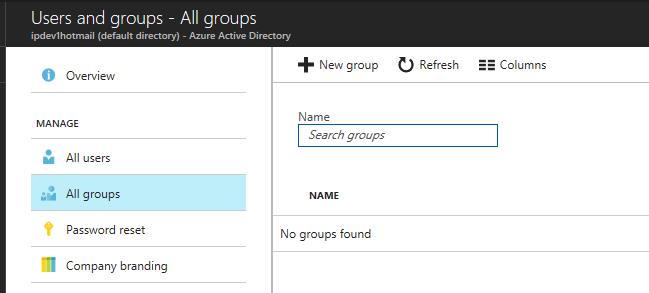 Users and groups - All groups
ipdev1hotmail (default directory) - Azure Active Directory
Overview
MANAGE
All users
All groups
Password reset
Company branding
New group Refresh Columns
Name
Search groups
NAME
No groups found